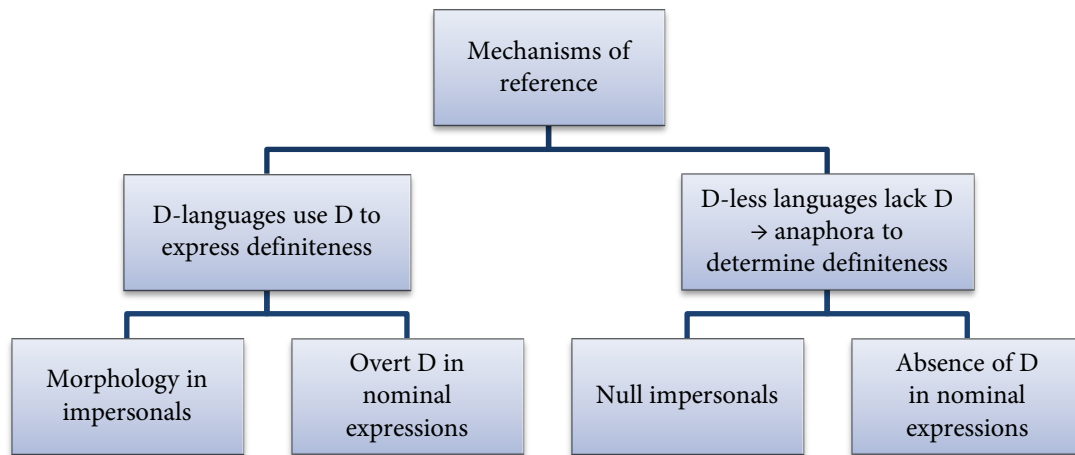 Mechanisms of
reference
D-languages use D to
express definiteness
D-less languages lack D
→ anaphora to
determine definiteness
Morphology in
impersonals
Overt D in
nominal
expressions
Null impersonals
Absence of D
in nominal
expressions